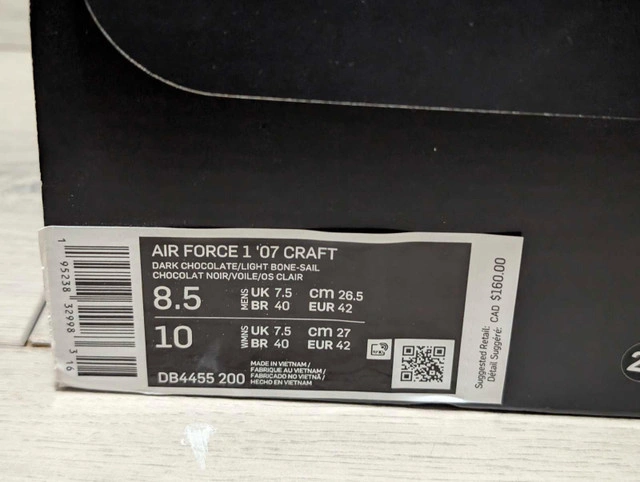 AIR FORCE 1 '07 CRAFT
DARK CHOCOLATE/LIGHT BONE-SAIL
CHOCOLAT NOIR/VOILE/OS CLAIR
8.5 MENS UK 7.5 cm 26.5
BR 40 EUR 42
10 WMNS UK 7.5 cm 27
BR 40 EUR 42
DB4455 200
MADE IN VIETNAM /
FABRIQUE AU VIETNAM /
FABRICADO NO VIETNÃ /
HECHO EN VIETNAM
1 95238 32998 3 16
Suggested Retail: CAD $160.00
Détail Suggéré:
2